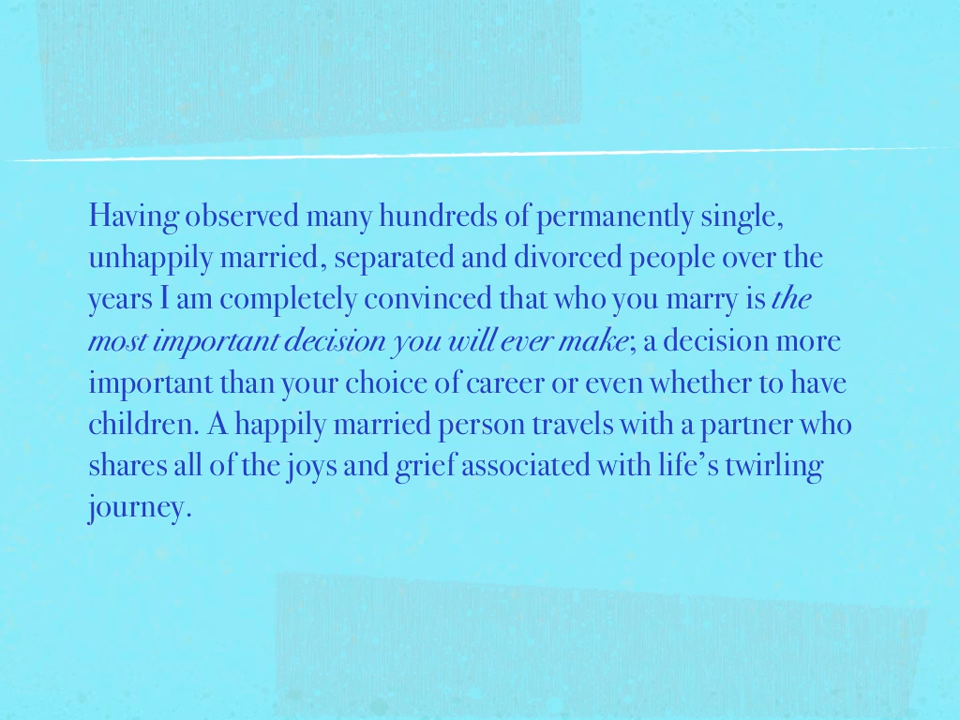 Having observed many hundreds of permanently single,
unhappily married, separated and divorced people over the
years I am completely convinced that who you marry is the
most important decision you will ever make; a decision more
important than your choice of career or even whether to have
children. A happily married person travels with a partner who
shares all of the joys and grief associated with life’s twirling
journey.